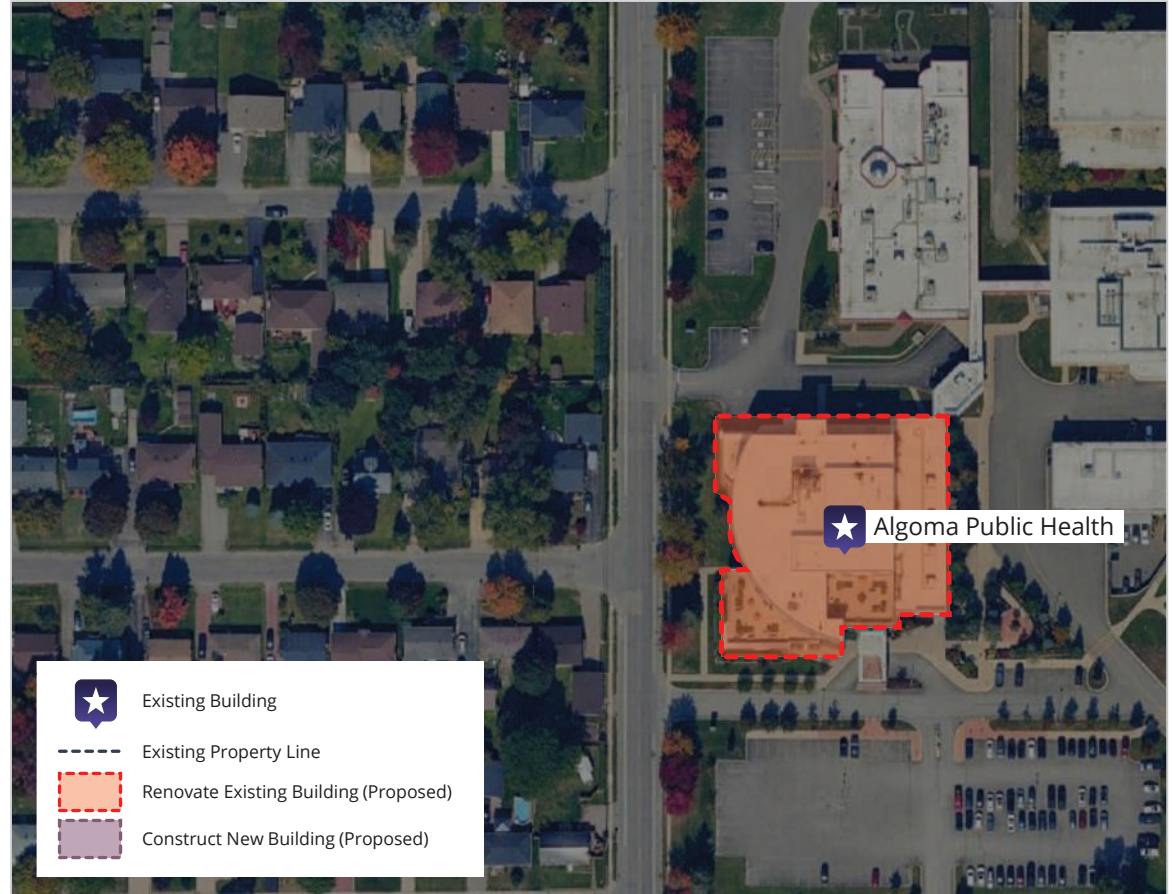 Algoma Public Health
Existing Building
Existing Property Line
Renovate Existing Building (Proposed)
Construct New Building (Proposed)